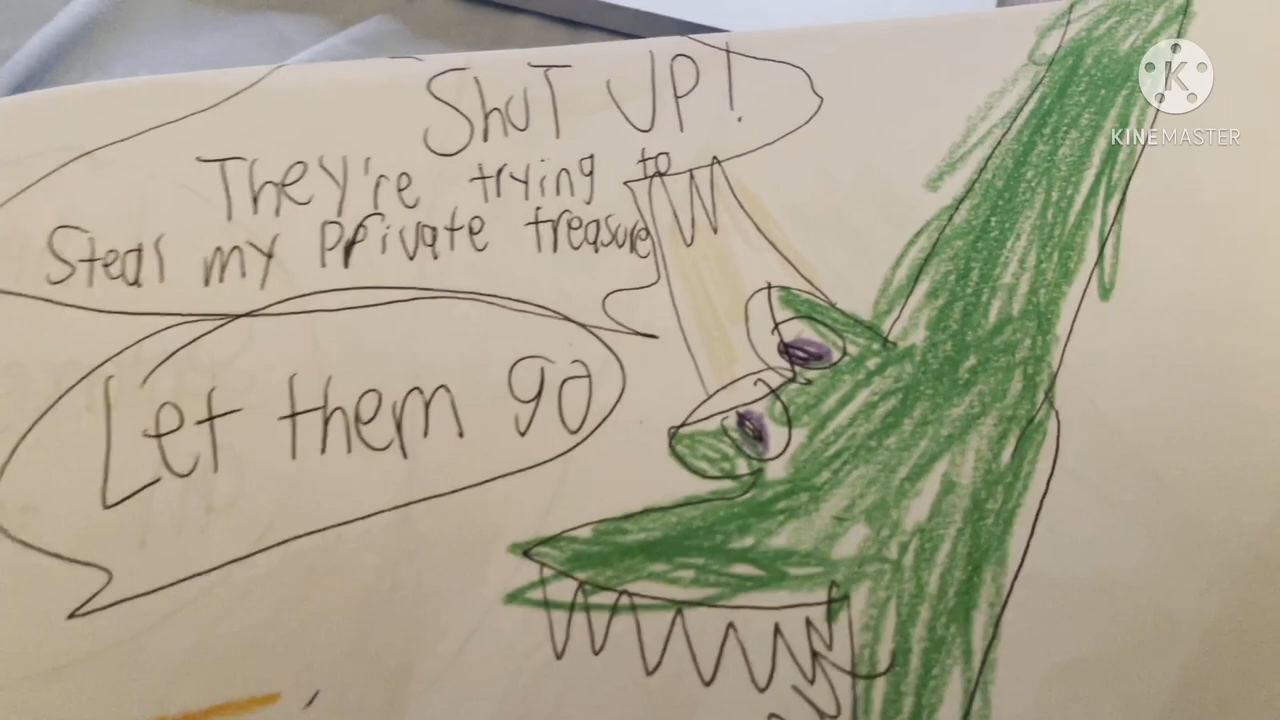 SHUT UP!
They're trying to
Steal my private treasure
Let them go
KINEMASTER